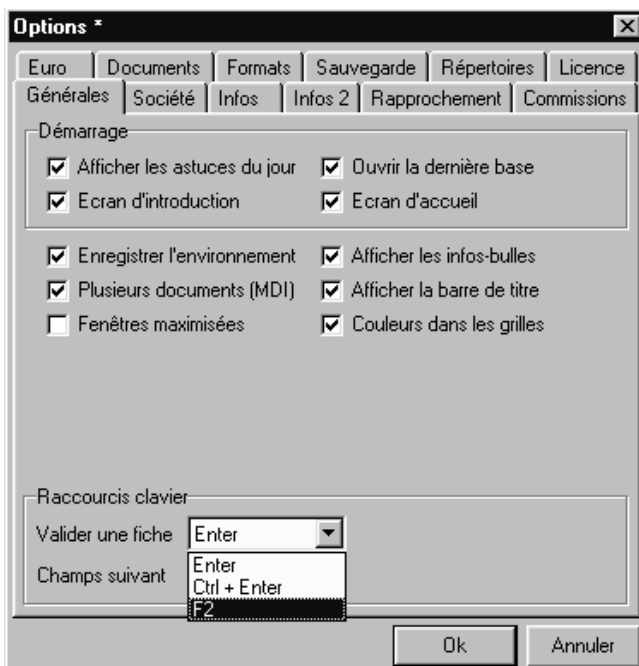 Options *
Euro Documents Formats Sauvegarde Répertoires Licence
Générales Société Infos Infos 2 Rapprochement Commissions
Démarrage
Afficher les astuces du jour Ouvrir la dernière base
Ecran d'introduction Ecran d'accueil
Enregistrer l'environnement Afficher les infos-bulles
Plusieurs documents (MDI) Afficher la barre de titre
Fenêtres maximisées Couleurs dans les grilles
Raccourcis clavier
Valider une fiche Enter
Enter
Champs suivant Ctrl + Enter
F2
Ok Annuler